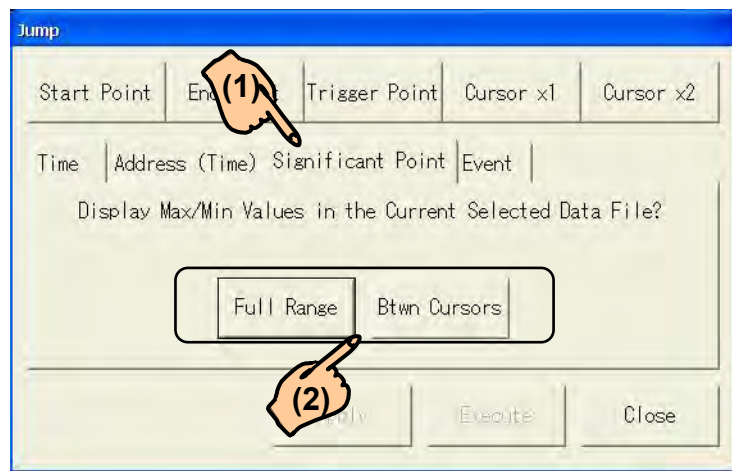 Jump
Start Point En (1) t Trigger Point Cursor x1 Cursor x2
Time Address (Time) Significant Point Event
Display Max/Min Values in the Current Selected Data File?
Full Range Btwn Cursors
(2) Execute Close